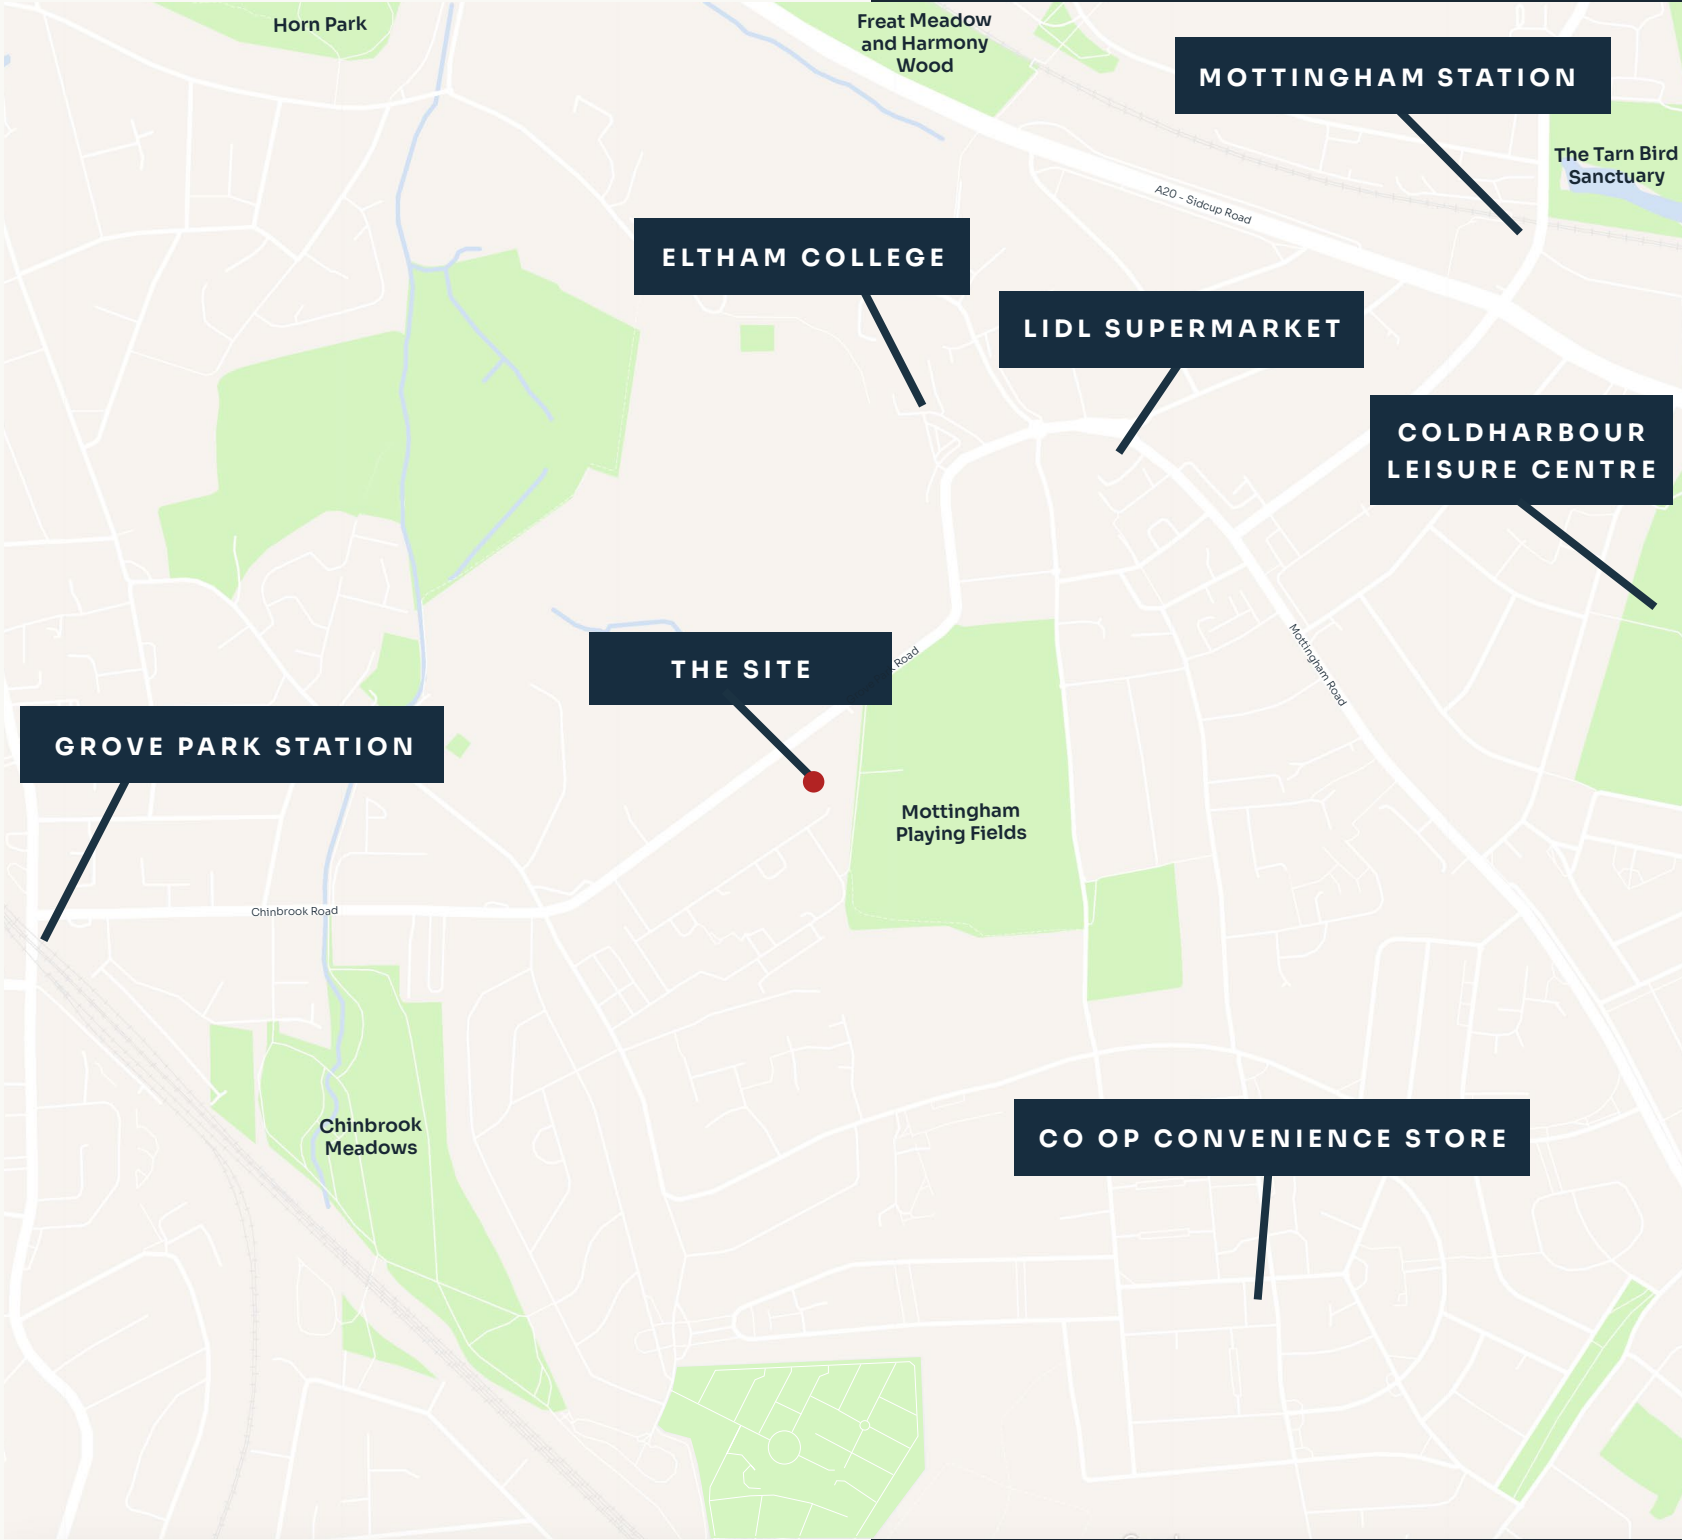 Horn Park
Freat Meadow
and Harmony
Wood
MOTTINGHAM STATION
The Tarn Bird
Sanctuary
A20 - Sidcup Road
ELTHAM COLLEGE
LIDL SUPERMARKET
COLDHARBOUR
LEISURE CENTRE
Mottingham Road
Road
THE SITE
GROVE PARK STATION
Mottingham
Playing Fields
Chinbrook Road
Chinbrook
Meadows
CO OP CONVENIENCE STORE